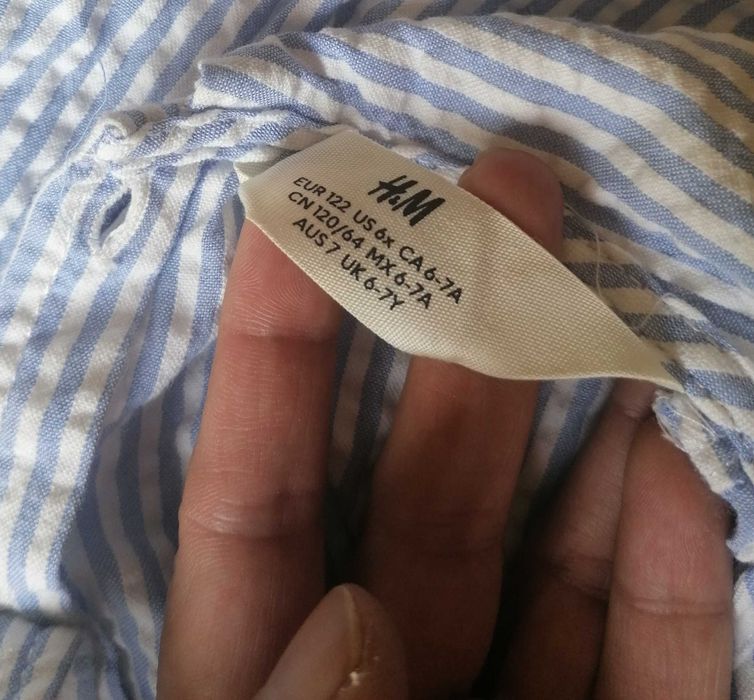 H&M
EUR 122 US 6x CA 6-7A
CN 120/64 MX 6-7A
AUS 7 UK 6-7Y